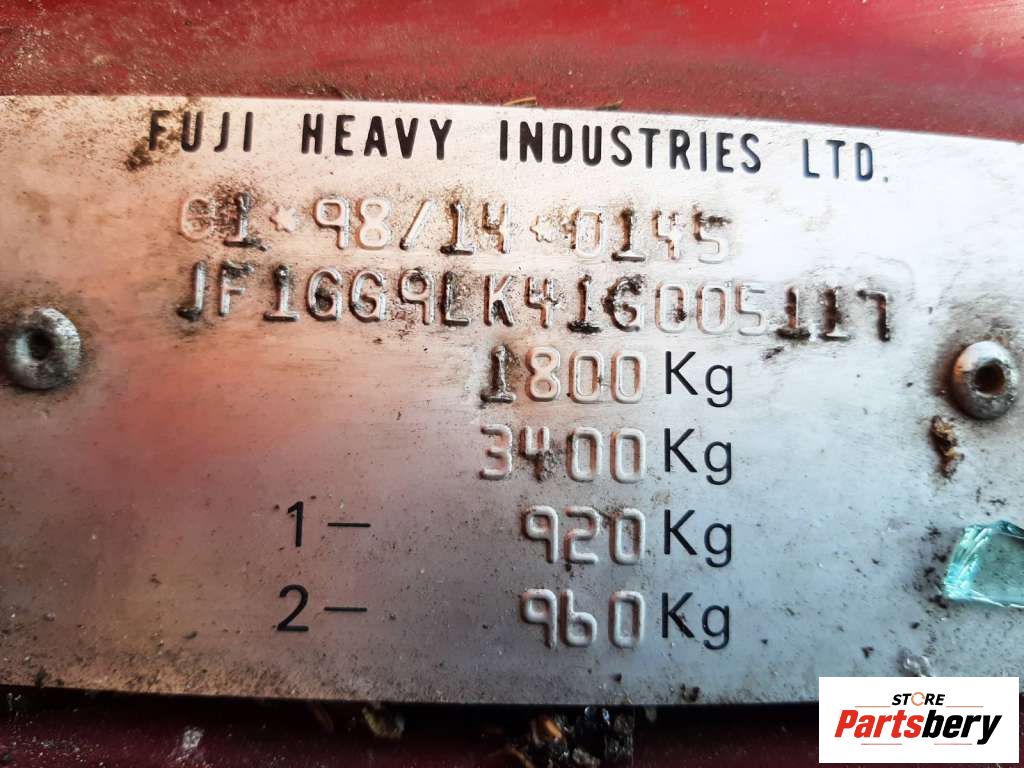 FUJI HEAVY INDUSTRIES LTD.
e1*98/14*0145
JF1GG9LK41G005117
1800 Kg
3400 Kg
1- 920 Kg
2- 960 Kg
STORE
Partsbery